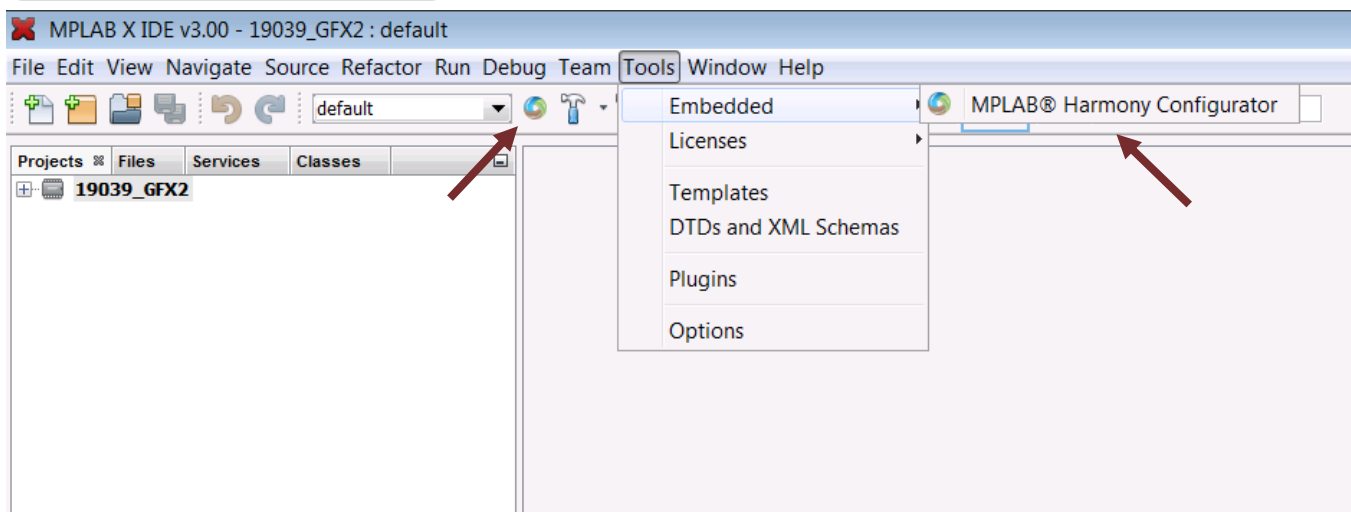 MPLAB X IDE v3.00 - 19039_GFX2 : default
File Edit View Navigate Source Refactor Run Debug Team Tools Window Help
default
Embedded
MPLAB® Harmony Configurator
Licenses
Projects Files Services Classes
19039_GFX2
Templates
DTDs and XML Schemas
Plugins
Options